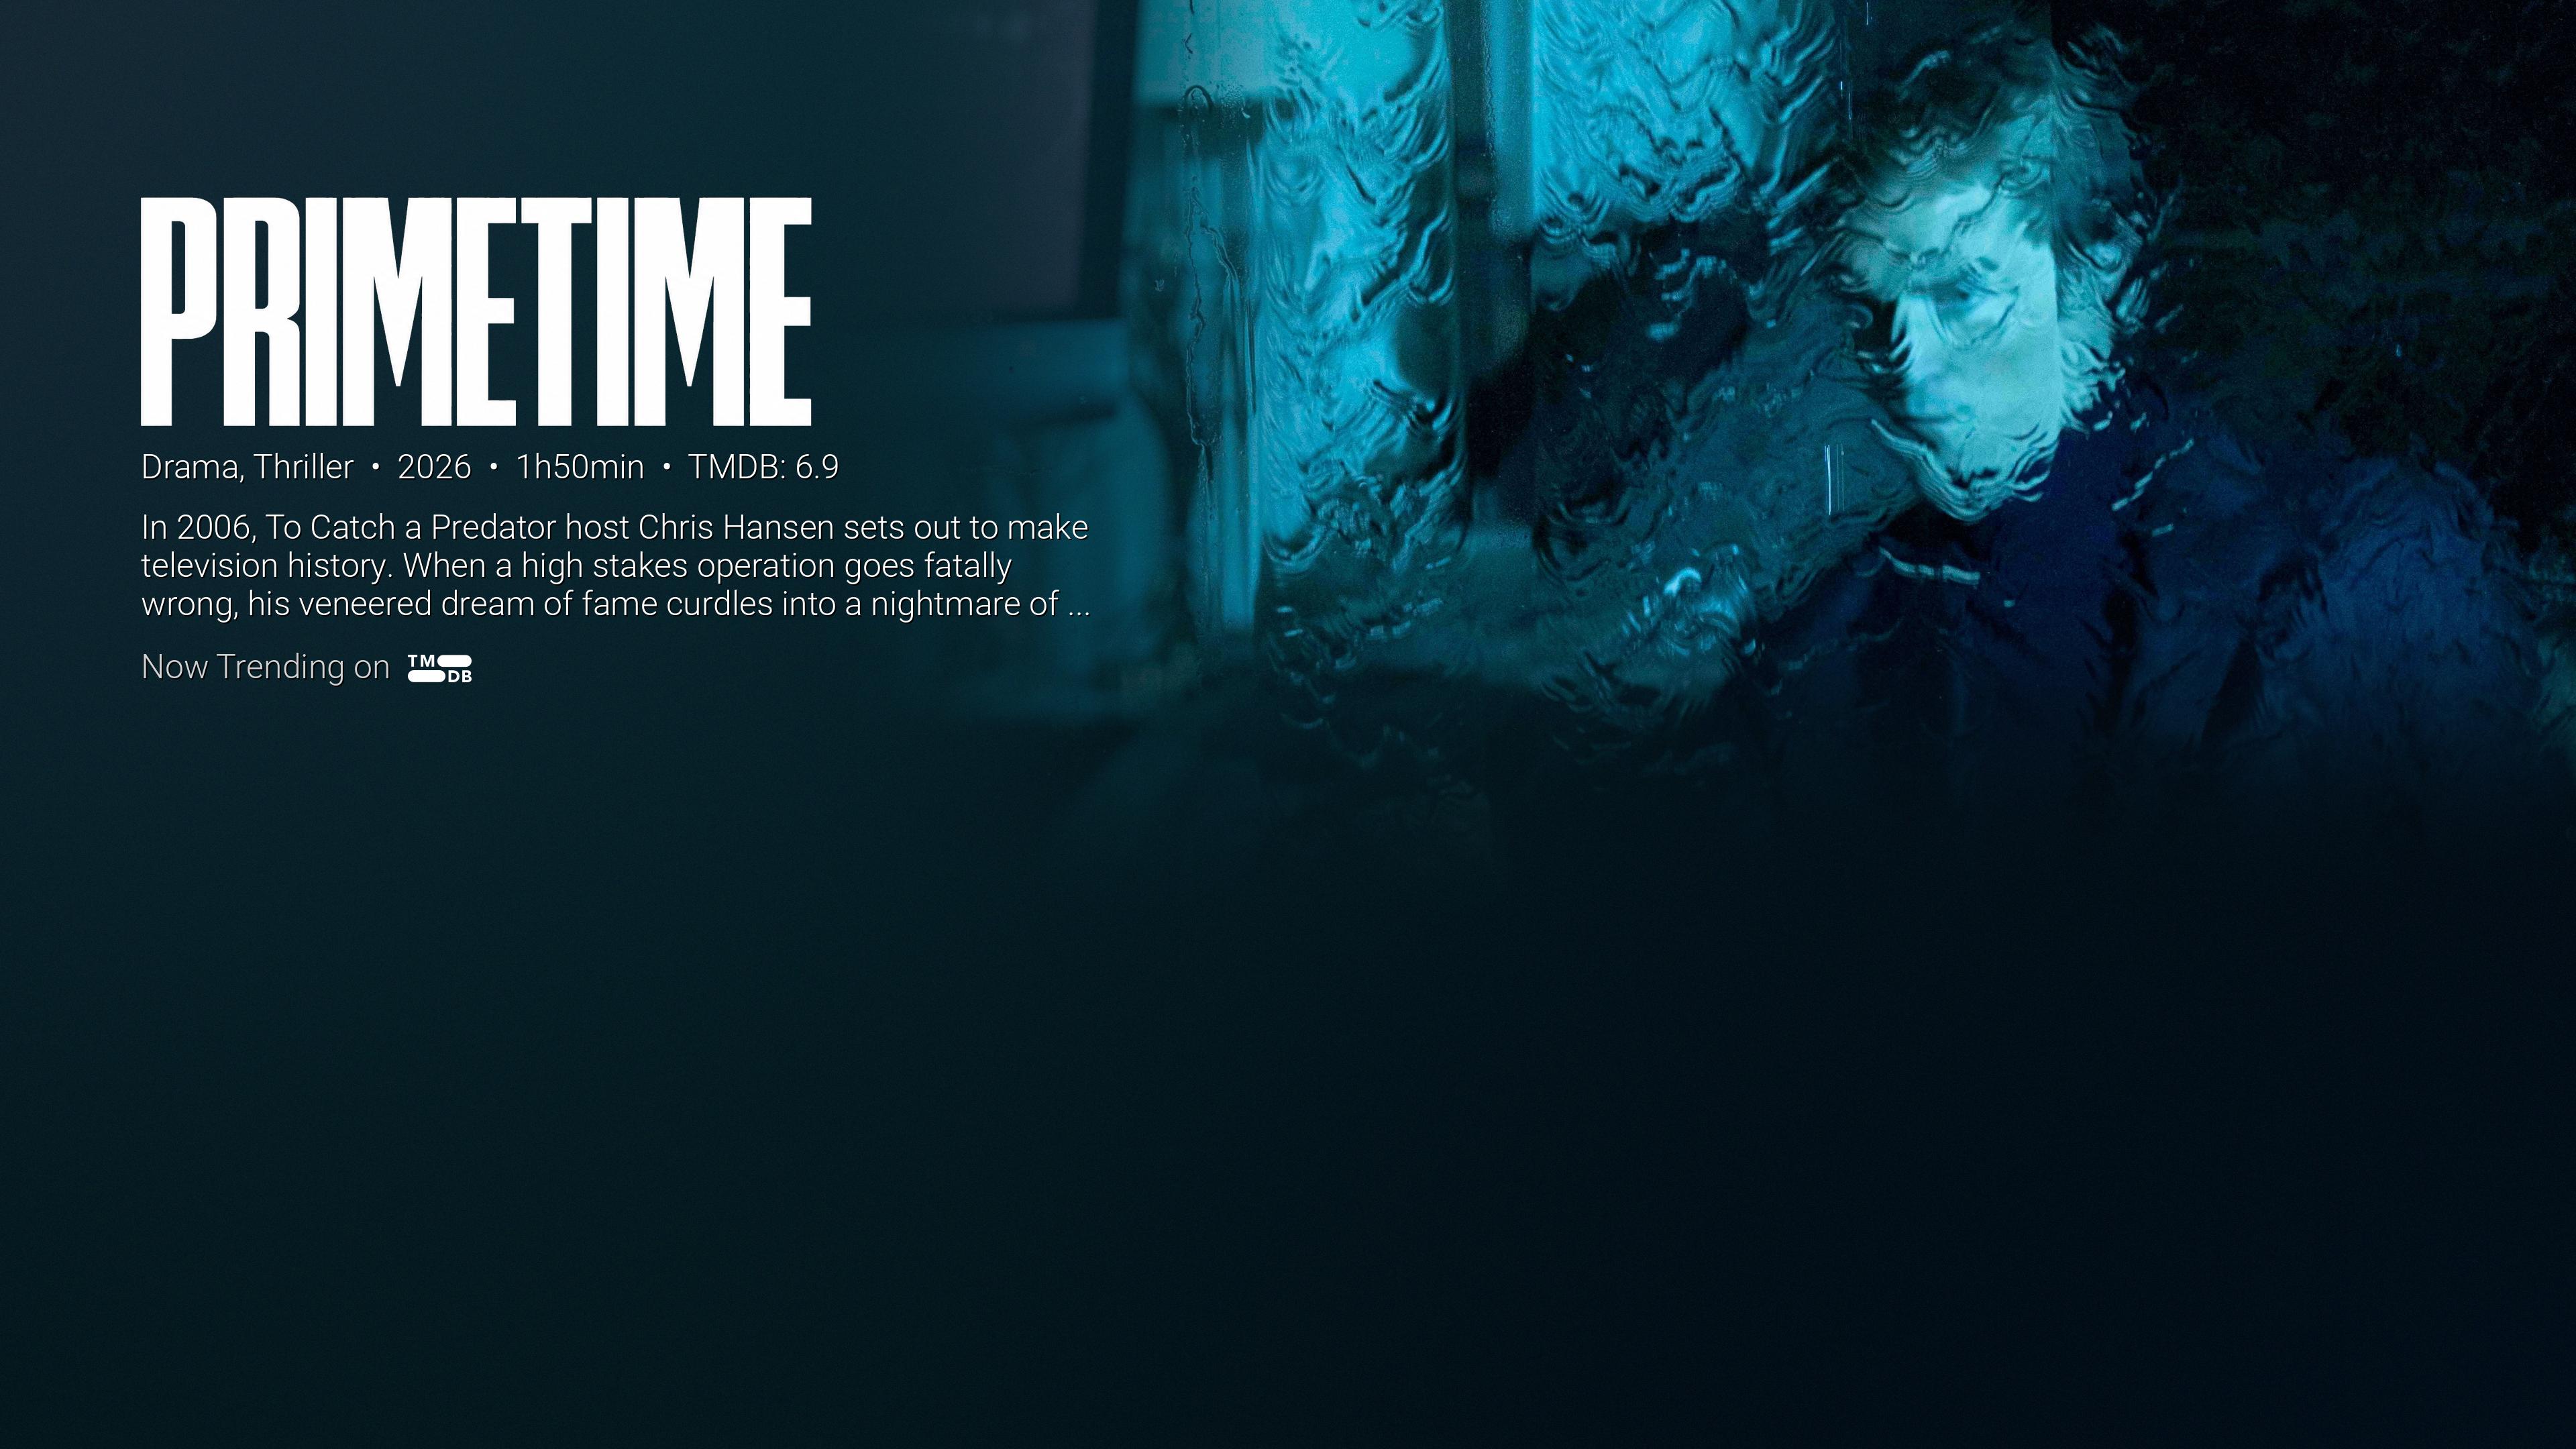 PRIMETIME
Drama, Thriller • 2026 • 1h50min • TMDB: 6.9
In 2006, To Catch a Predator host Chris Hansen sets out to make
television history. When a high stakes operation goes fatally
wrong, his veneered dream of fame curdles into a nightmare of ...
Now Trending on TMDB